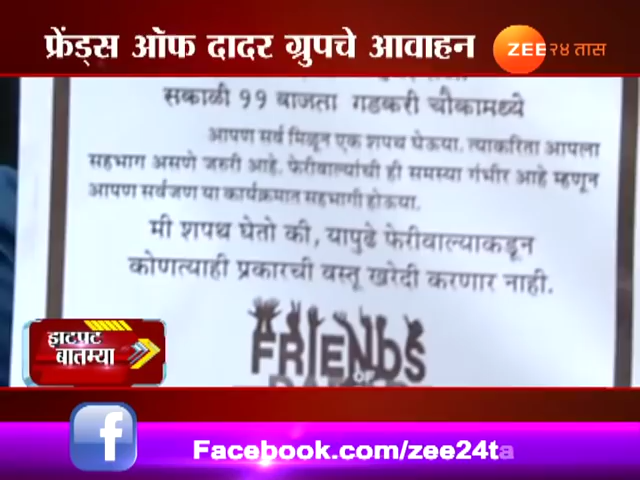 फ्रेंड्स ऑफ दादर ग्रुपचे आवाहन
ZEE २४ तास
सकाळी ११ वाजता गडकरी चौकामध्ये
आपण सर्व मिळून एक शपथ घेऊया. त्याकरिता आपला
सहभाग असणे जरुरी आहे. फेरीवाल्यांची ही समस्या गंभीर आहे म्हणून
आपण सर्वजण या कार्यक्रमात सहभागी होऊया.
मी शपथ घेतो की, यापुढे फेरीवाल्याकडून
कोणत्याही प्रकारची वस्तू खरेदी करणार नाही.
FRIENDS
OF
झटपट
बातम्या
f
Facebook.com/zee24ta